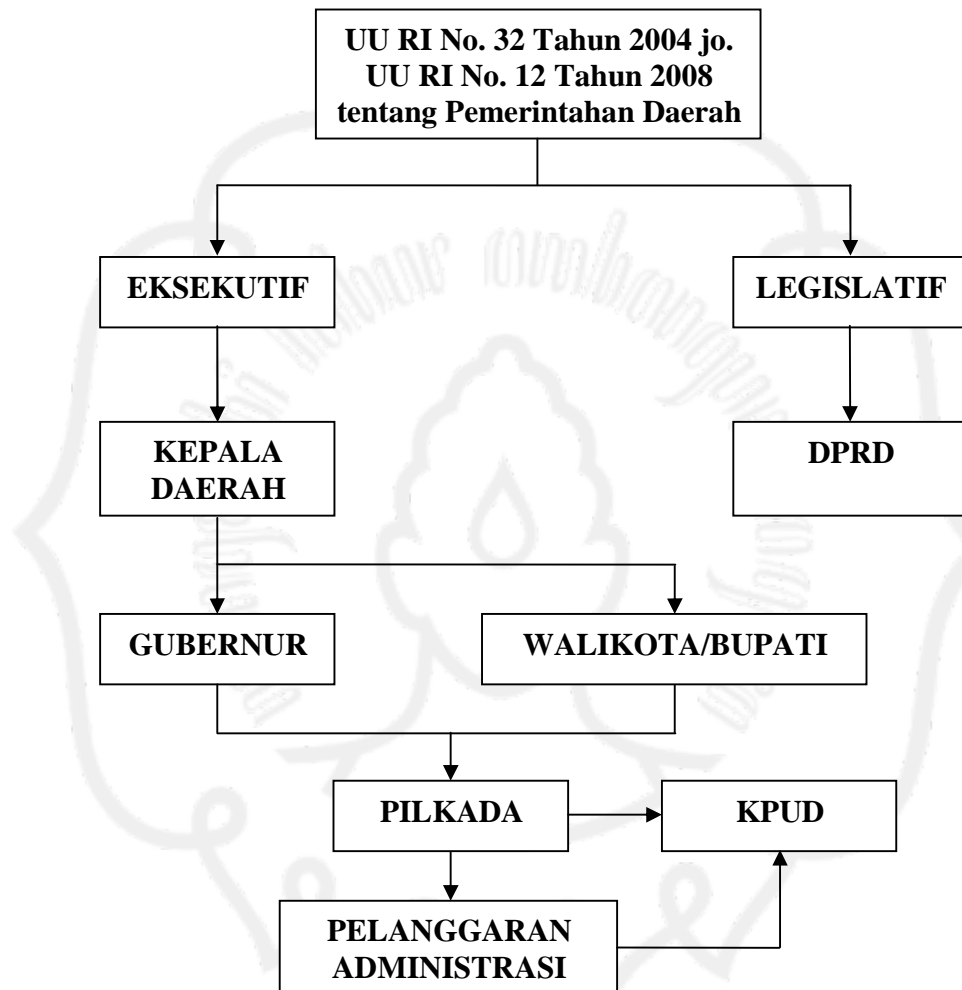 UU RI No. 32 Tahun 2004 jo.
UU RI No. 12 Tahun 2008
tentang Pemerintahan Daerah
EKSEKUTIF
LEGISLATIF
KEPALA
DAERAH
DPRD
GUBERNUR
WALIKOTA/BUPATI
PILKADA
KPUD
PELANGGARAN
ADMINISTRASI